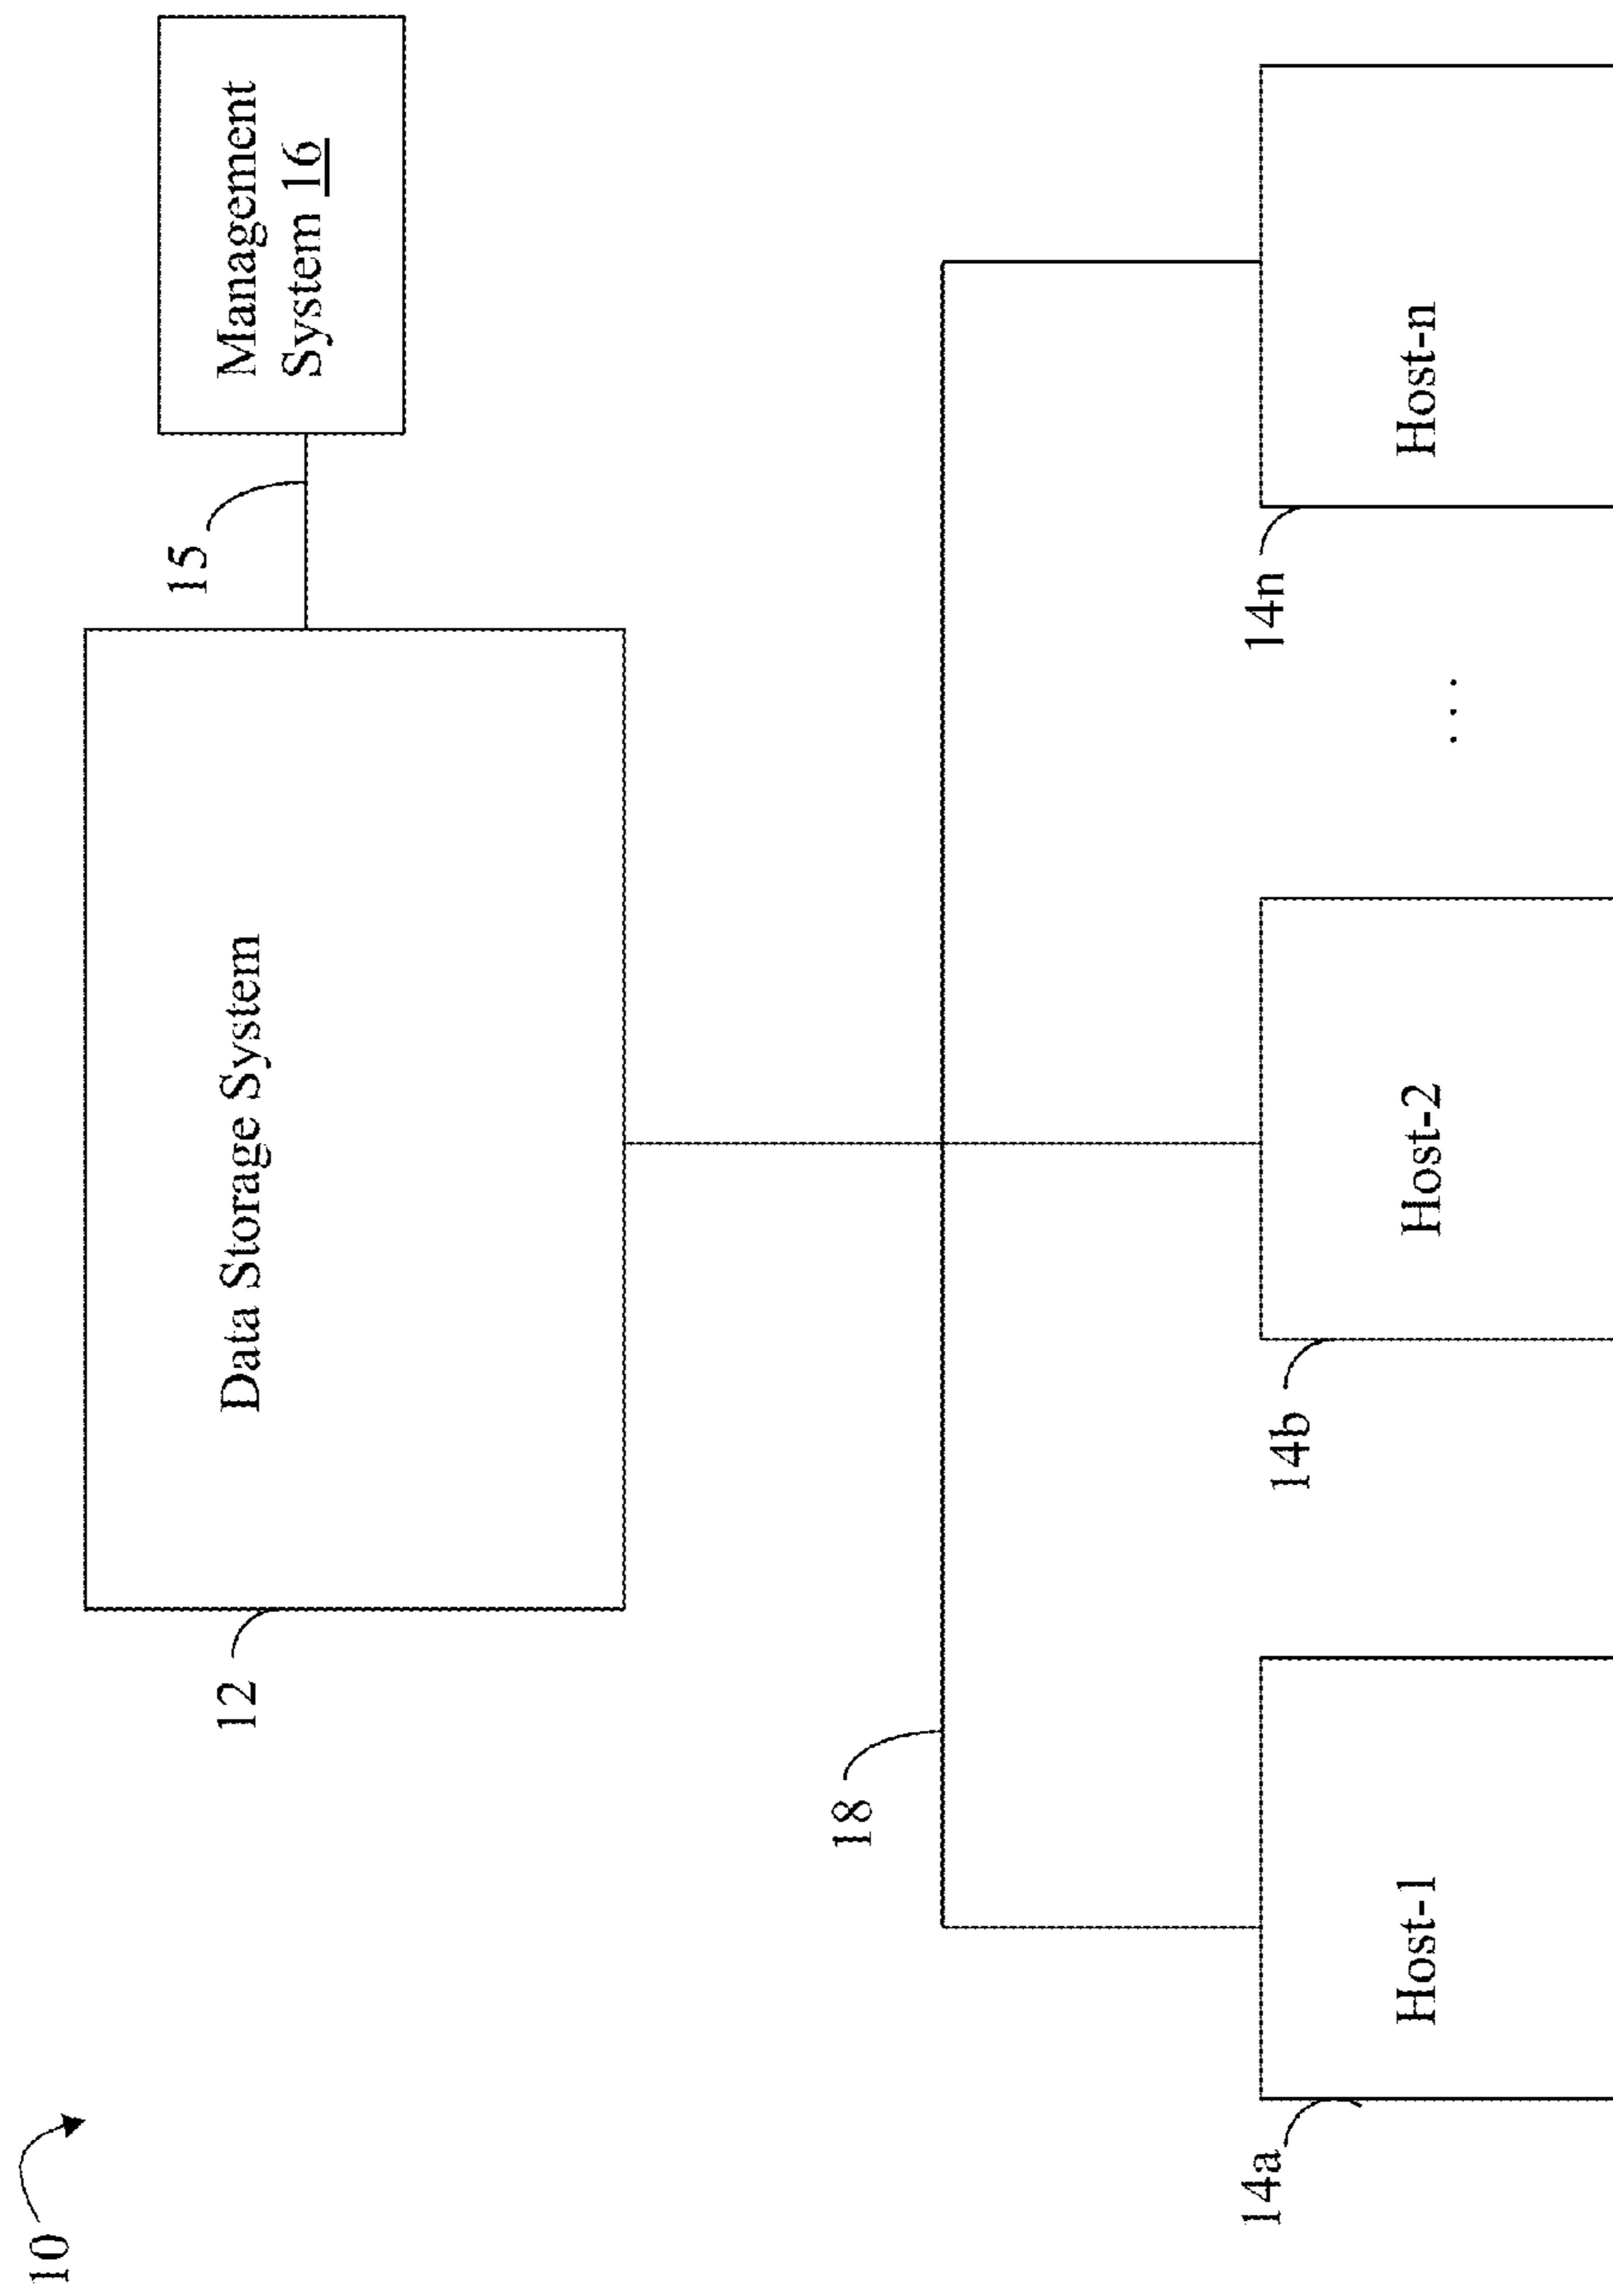 10
12
Data Storage System
15
Management
System 16
18
14a
Host-1
14b
Host-2
. . .
14n
Host-n